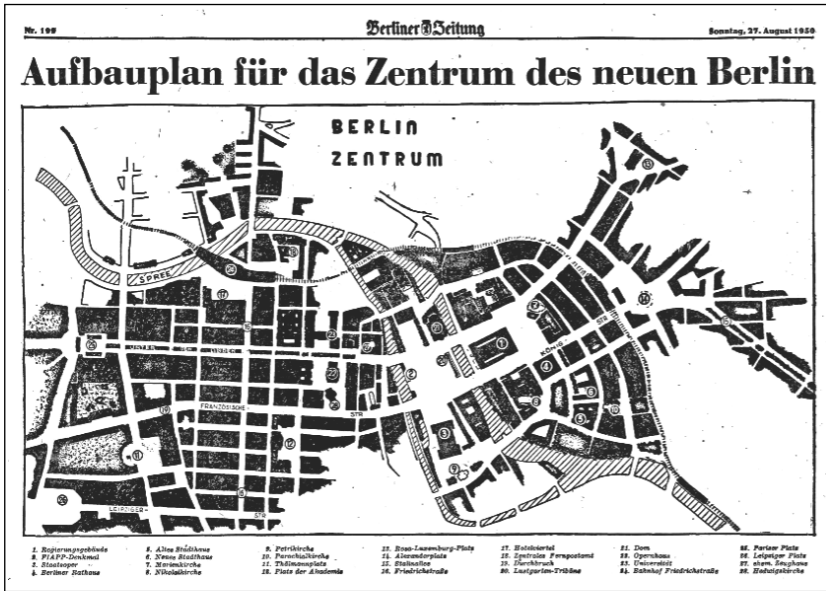 Nr. 199
Berliner Zeitung
Sonntag, 27. August 1950
Aufbauplan für das Zentrum des neuen Berlin
BERLIN
ZENTRUM
SPREE
UNTER DEN LINDEN
KÖNIG-STR
FRANZÖSISCHE-STR
LEIPZIGER-STR
1. Regierungsgebäude
2. FIAPP-Denkmal
3. Staatsoper
4. Berliner Rathaus
5. Altes Stadthaus
6. Neues Stadthaus
7. Marienkirche
8. Nikolaikirche
9. Petrikirche
10. Parochialkirche
11. Thälmannplatz
12. Platz der Akademie
13. Rosa-Luxemburg-Platz
14. Alexanderplatz
15. Stalinallee
16. Friedrichstraße
17. Hotelviertel
18. Zentrales Fernpostamt
19. Durchbruch
20. Lustgarten-Tribüne
21. Dom
22. Opernhaus
23. Universität
24. Bahnhof Friedrichstraße
25. Pariser Platz
26. Leipziger Platz
27. ehem. Zeughaus
28. Hedwigskirche